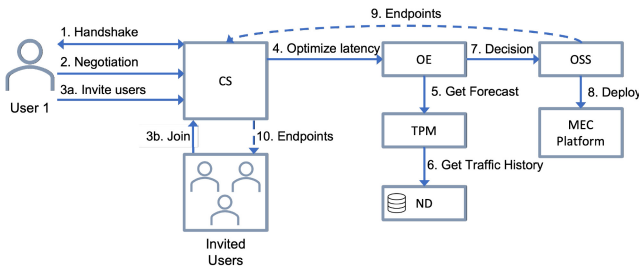 9. Endpoints
1. Handshake
4. Optimize latency
7. Decision
CS
OE
OSS
2. Negotiation
3a. Invite users
User 1
5. Get Forecast
8. Deploy
3b. Join
10. Endpoints
TPM
MEC
Platform
6. Get Traffic History
ND
Invited
Users